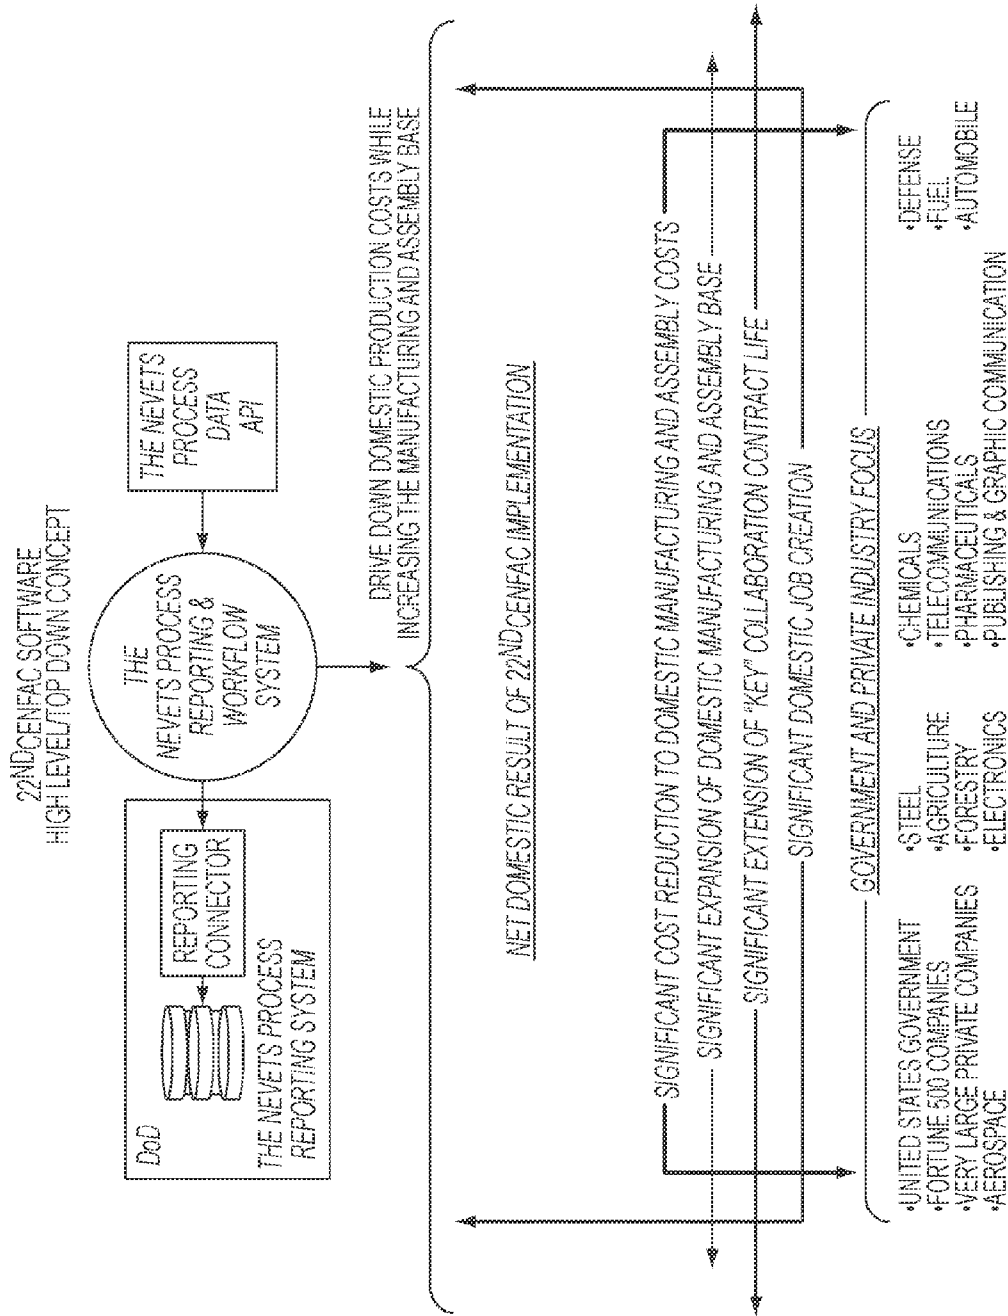 22NDCENFAC SOFTWARE
HIGH LEVEL/TOP DOWN CONCEPT
DoD
REPORTING
CONNECTOR
THE NEVETS PROCESS
REPORTING SYSTEM
THE
NEVETS PROCESS
REPORTING &
WORKFLOW
SYSTEM
THE NEVETS
PROCESS
DATA
API
DRIVE DOWN DOMESTIC PRODUCTION COSTS WHILE
INCREASING THE MANUFACTURING AND ASSEMBLY BASE
NET DOMESTIC RESULT OF 22NDCENFAC IMPLEMENTATION
SIGNIFICANT COST REDUCTION TO DOMESTIC MANUFACTURING AND ASSEMBLY COSTS
SIGNIFICANT EXPANSION OF DOMESTIC MANUFACTURING AND ASSEMBLY BASE
SIGNIFICANT EXTENSION OF "KEY" COLLABORATION CONTRACT LIFE
SIGNIFICANT DOMESTIC JOB CREATION
GOVERNMENT AND PRIVATE INDUSTRY FOCUS
•UNITED STATES GOVERNMENT
•FORTUNE 500 COMPANIES
•VERY LARGE PRIVATE COMPANIES
•AEROSPACE
•STEEL
•AGRICULTURE
•FORESTRY
•ELECTRONICS
•CHEMICALS
•TELECOMMUNICATIONS
•PHARMACEUTICALS
•PUBLISHING & GRAPHIC COMMUNICATION
•DEFENSE
•FUEL
•AUTOMOBILE